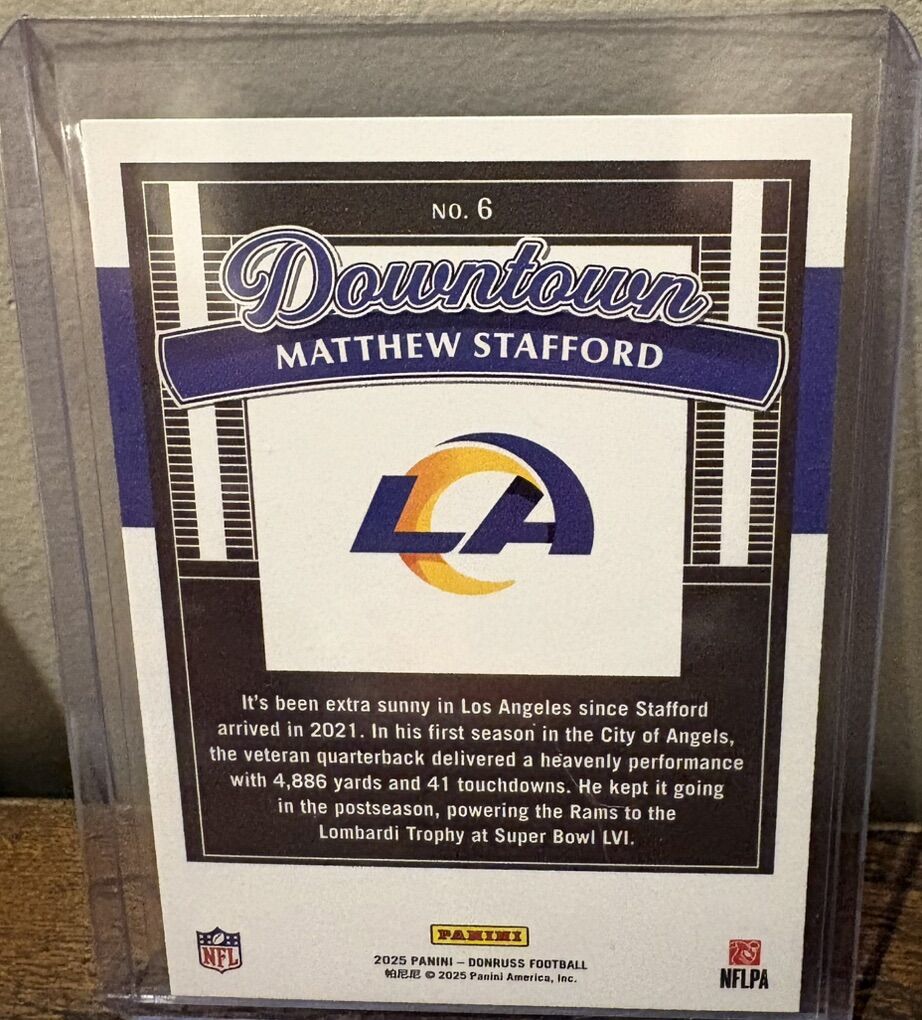 NO. 6
Downtown
MATTHEW STAFFORD
LA
It's been extra sunny in Los Angeles since Stafford
arrived in 2021. In his first season in the City of Angels,
the veteran quarterback delivered a heavenly performance
with 4,886 yards and 41 touchdowns. He kept it going
in the postseason, powering the Rams to the
Lombardi Trophy at Super Bowl LVI.
NFL
PANINI
2025 PANINI – DONRUSS FOOTBALL
帕尼尼 © 2025 Panini America, Inc.
NFLPA